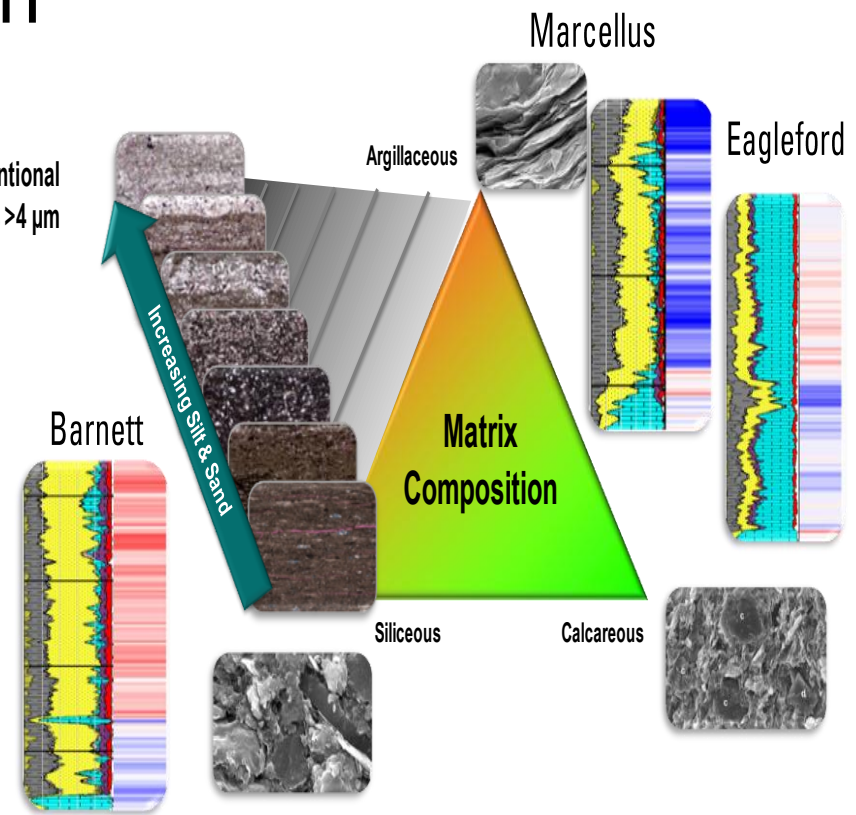 Marcellus
Eagleford
Argillaceous
>4 µm
Increasing Silt & Sand
Barnett
Matrix
Composition
Siliceous
Calcareous
c
c
d